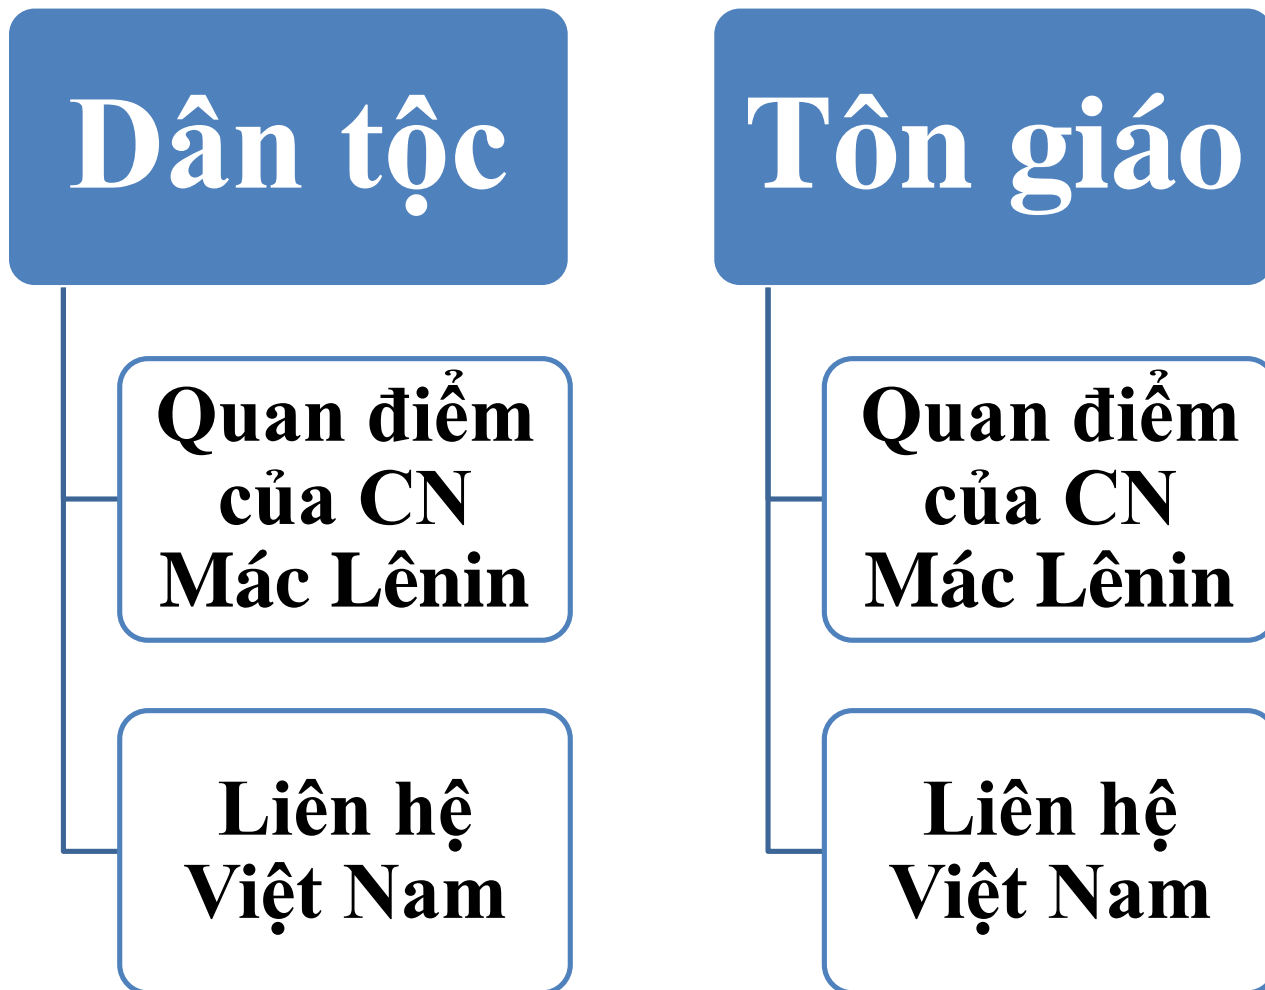 Dân tộc
Quan điểm
của CN
Mác Lênin
Liên hệ
Việt Nam
Tôn giáo
Quan điểm
của CN
Mác Lênin
Liên hệ
Việt Nam